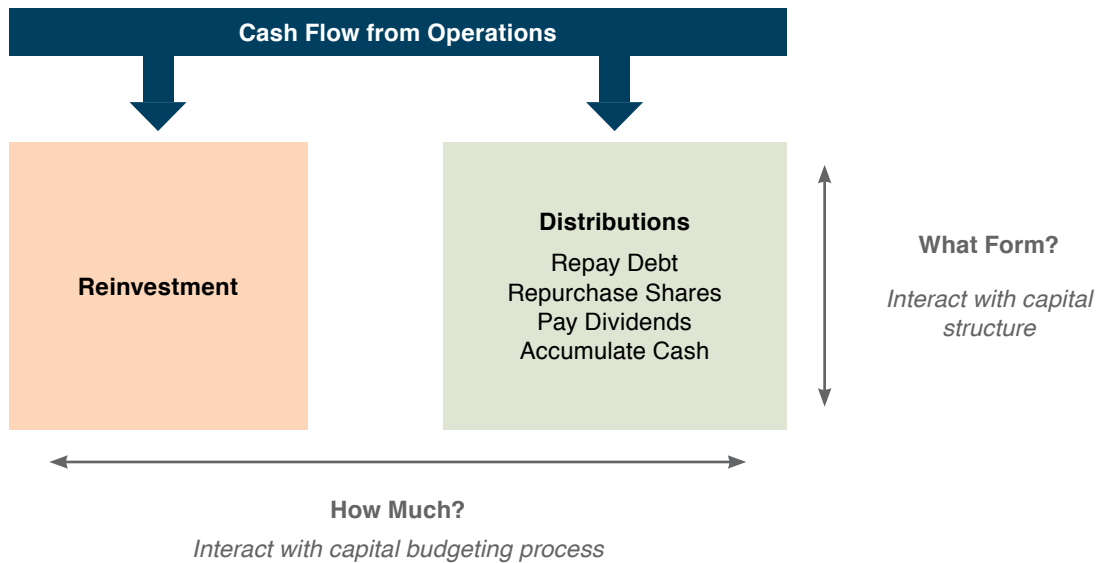 Cash Flow from Operations
Reinvestment
Distributions
Repay Debt
Repurchase Shares
Pay Dividends
Accumulate Cash
What Form?
Interact with capital
structure
How Much?
Interact with capital budgeting process